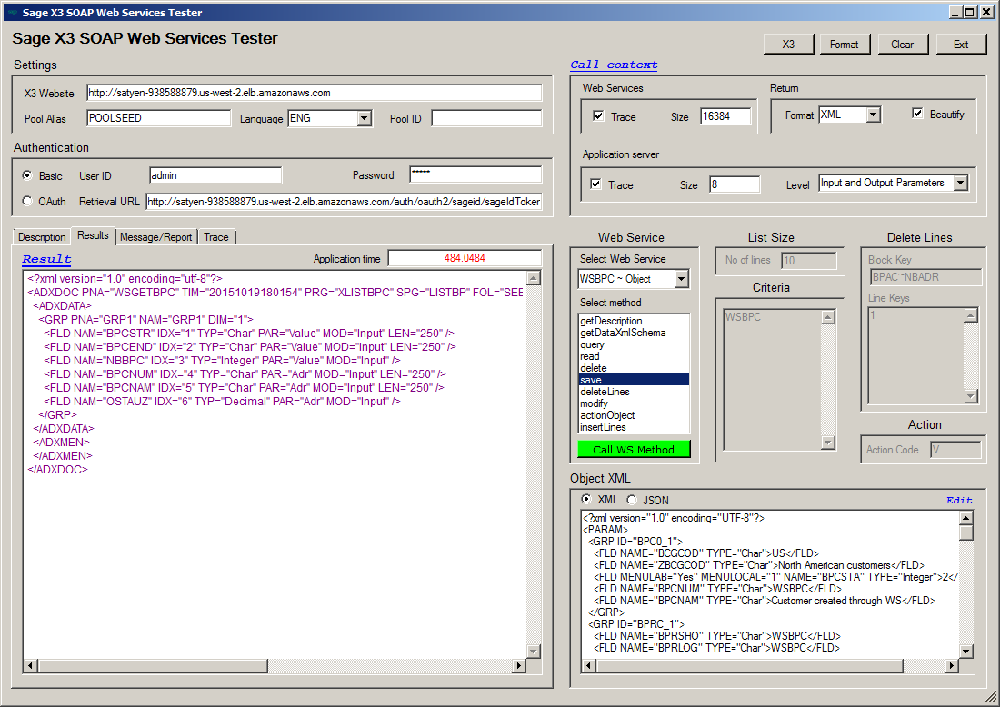 Sage X3 SOAP Web Services Tester
Sage X3 SOAP Web Services Tester
X3 Format Clear Exit
Settings
X3 Website http://satyen-938588879.us-west-2.elb.amazonaws.com
Pool Alias POOLSEED Language ENG Pool ID
Authentication
Basic User ID admin Password *****
OAuth Retrieval URL http://satyen-938588879.us-west-2.elb.amazonaws.com/auth/oauth2/sageid/sageIdToken
Call context
Web Services
Trace Size 16384
Return
Format XML Beautify
Application server
Trace Size 8 Level Input and Output Parameters
Description Results Message/Report Trace
Result Application time 484.0484
<?xml version="1.0" encoding="utf-8"?>
<ADXDOC PNA="WSGETBPC" TIM="20151019180154" PRG="XLISTBPC" SPG="LISTBP" FOL="SEE
<ADXDATA>
<GRP PNA="GRP1" NAM="GRP1" DIM="1">
<FLD NAM="BPCSTR" IDX="1" TYP="Char" PAR="Value" MOD="Input" LEN="250" />
<FLD NAM="BPCEND" IDX="2" TYP="Char" PAR="Value" MOD="Input" LEN="250" />
<FLD NAM="NBBPC" IDX="3" TYP="Integer" PAR="Value" MOD="Input" />
<FLD NAM="BPCNUM" IDX="4" TYP="Char" PAR="Adr" MOD="Input" LEN="250" />
<FLD NAM="BPCNAM" IDX="5" TYP="Char" PAR="Adr" MOD="Input" LEN="250" />
<FLD NAM="OSTAUZ" IDX="6" TYP="Decimal" PAR="Adr" MOD="Input" />
</GRP>
</ADXDATA>
<ADXMEN>
</ADXMEN>
</ADXDOC>
Web Service
Select Web Service
WSBPC ~ Object
Select method
getDescription
getDataXmlSchema
query
read
delete
save
deleteLines
modify
actionObject
insertLines
Call WS Method
List Size
No of lines 10
Criteria
WSBPC
Delete Lines
Block Key
BPAC~NBADR
Line Keys
1
Action
Action Code V
Object XML
XML JSON Edit
<?xml version="1.0" encoding="UTF-8"?>
<PARAM>
<GRP ID="BPC0_1">
<FLD NAME="BCGCOD" TYPE="Char">US</FLD>
<FLD NAME="ZBCGCOD" TYPE="Char">North American customers</FLD>
<FLD MENULAB="Yes" MENULOCAL="1" NAME="BPCSTA" TYPE="Integer">2</
<FLD NAME="BPCNUM" TYPE="Char">WSBPC</FLD>
<FLD NAME="BPCNAM" TYPE="Char">Customer created through WS</FLD>
</GRP>
<GRP ID="BPRC_1">
<FLD NAME="BPRSHO" TYPE="Char">WSBPC</FLD>
<FLD NAME="BPRLOG" TYPE="Char">WSBPC</FLD>